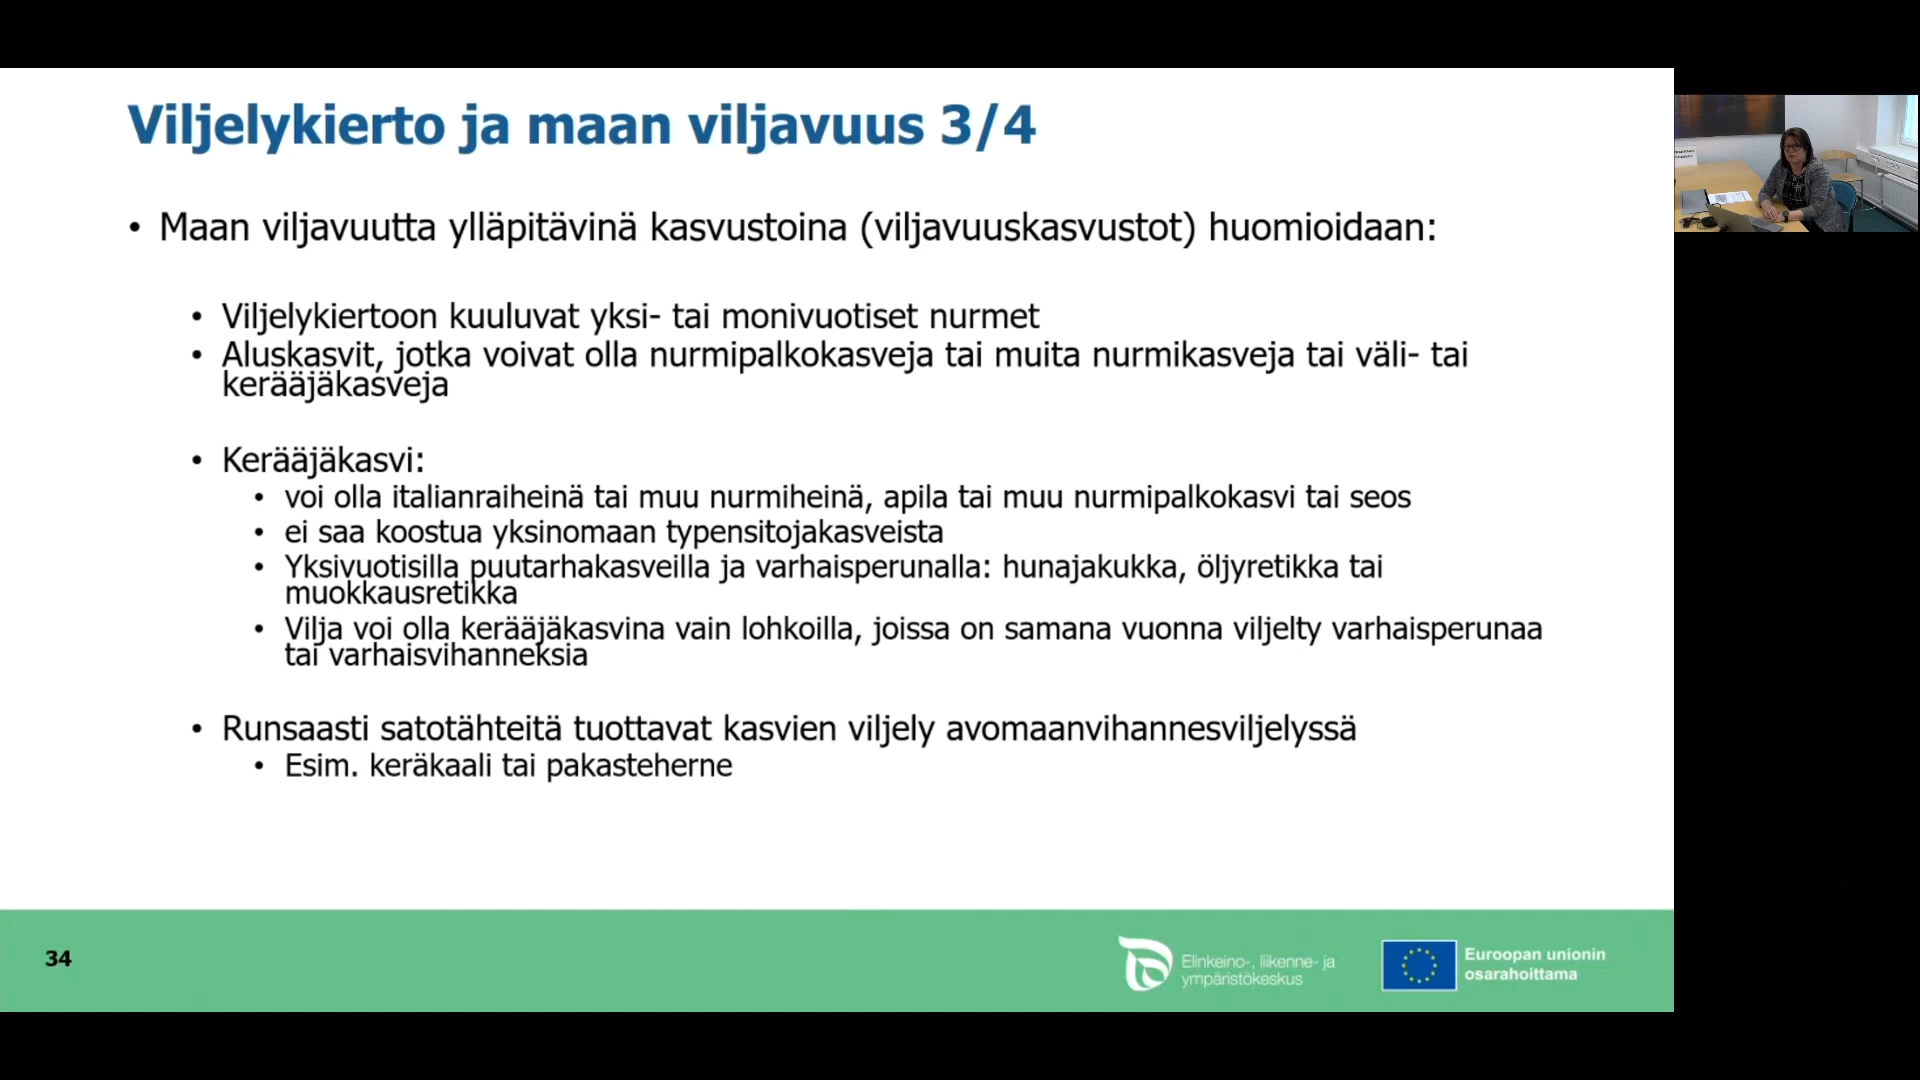 Viljelykierto ja maan viljavuus 3/4
• Maan viljavuutta ylläpitävinä kasvustoina (viljavuuskasvustot) huomioidaan:
• Viljelykiertoon kuuluvat yksi- tai monivuotiset nurmet
• Aluskasvit, jotka voivat olla nurmipalkokasveja tai muita nurmikasveja tai väli- tai
kerääjäkasveja
• Kerääjäkasvi:
• voi olla italianraiheinä tai muu nurmiheinä, apila tai muu nurmipalkokasvi tai seos
• ei saa koostua yksinomaan typensitojakasveista
• Yksivuotisilla puutarhakasveilla ja varhaisperunalla: hunajakukka, öljyretikka tai
muokkausretikka
• Vilja voi olla kerääjäkasvina vain lohkoilla, joissa on samana vuonna viljelty varhaisperunaa
tai varhaisvihanneksia
• Runsaasti satotähteitä tuottavat kasvien viljely avomaanvihannesviljelyssä
• Esim. keräkaali tai pakasteherne
34
Elinkeino-, liikenne- ja
ympäristökeskus
Euroopan unionin
osarahoittama